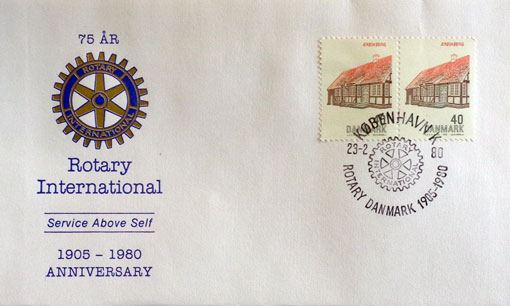 75 ÅR
ROTARY
INTERNATIONAL
Rotary
International
Service Above Self
1905 – 1980
ANNIVERSARY
DANMARK
40
DANMARK
KØBENHAVN K
23-2 80
ROTARY
INTERNATIONAL
ROTARY DANMARK 1905-1980